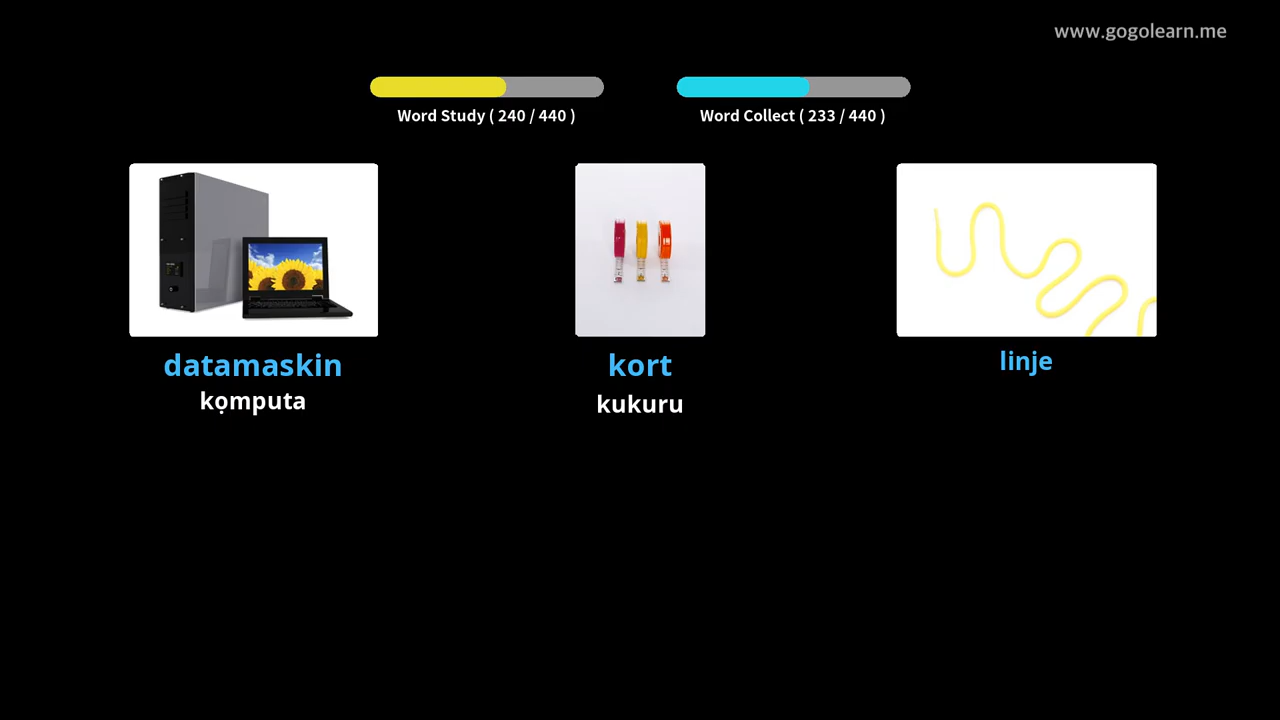 www.gogolearn.me
Word Study ( 240 / 440 )
Word Collect ( 233 / 440 )
datamaskin
kọmputa
kort
kukuru
linje